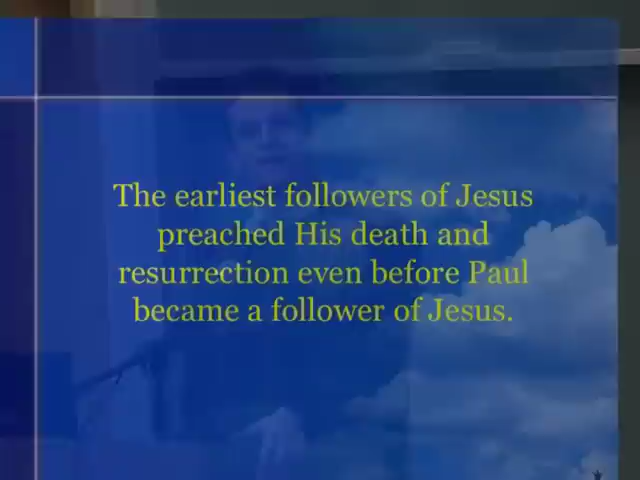 The earliest followers of Jesus
preached His death and
resurrection even before Paul
became a follower of Jesus.